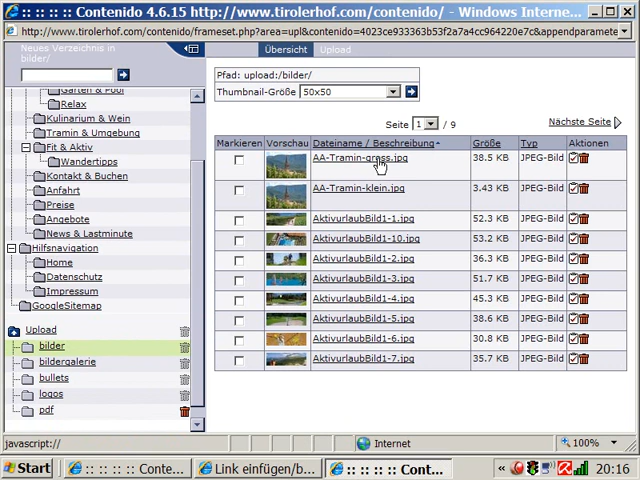 :: :: :: :: Contenido 4.6.15 http://www.tirolerhof.com/contenido/ - Windows Interne...
http://www.tirolerhof.com/contenido/frameset.php?area=upl&contenido=4023ce933363b53f2a7a4cc964220e7c&appendparamete
Neues Verzeichnis in
bilder/
Übersicht Upload
Pfad: upload:/bilder/
Thumbnail-Größe 50x50
Seite 1 / 9 Nächste Seite
Markieren Vorschau Dateiname / Beschreibung Größe Typ Aktionen
AA-Tramin-gross.jpg 38.5 KB JPEG-Bild
AA-Tramin-klein.jpg 3.43 KB JPEG-Bild
AktivurlaubBild1-1.jpg 52.3 KB JPEG-Bild
AktivurlaubBild1-10.jpg 53.2 KB JPEG-Bild
AktivurlaubBild1-2.jpg 36.3 KB JPEG-Bild
AktivurlaubBild1-3.jpg 51.7 KB JPEG-Bild
AktivurlaubBild1-4.jpg 45.3 KB JPEG-Bild
AktivurlaubBild1-5.jpg 38.6 KB JPEG-Bild
AktivurlaubBild1-6.jpg 30.8 KB JPEG-Bild
AktivurlaubBild1-7.jpg 35.7 KB JPEG-Bild
Garten & Pool
Relax
Kulinarium & Wein
Tramin & Umgebung
Fit & Aktiv
Wandertipps
Kontakt & Buchen
Anfahrt
Preise
Angebote
News & Lastminute
Hilfsnavigation
Home
Datenschutz
Impressum
GoogleSitemap
Upload
bilder
bildergalerie
bullets
logos
pdf
javascript:// Internet 100%
Start :: :: :: :: Conte... Link einfügen/b... :: :: :: :: Cont... « 20:16